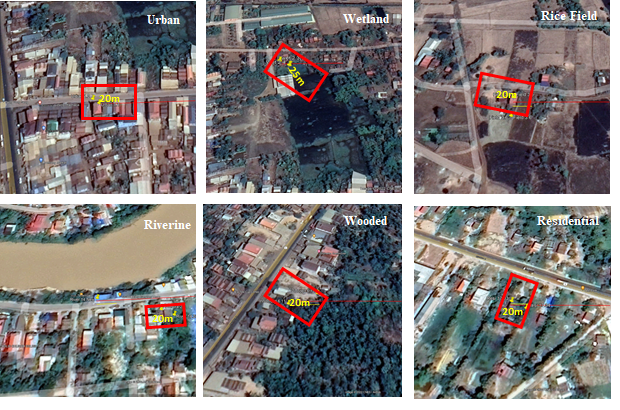 Urban
20m
Wetland
25m
Rice Field
20m
Riverine
20m
Wooded
20m
Residential
20m